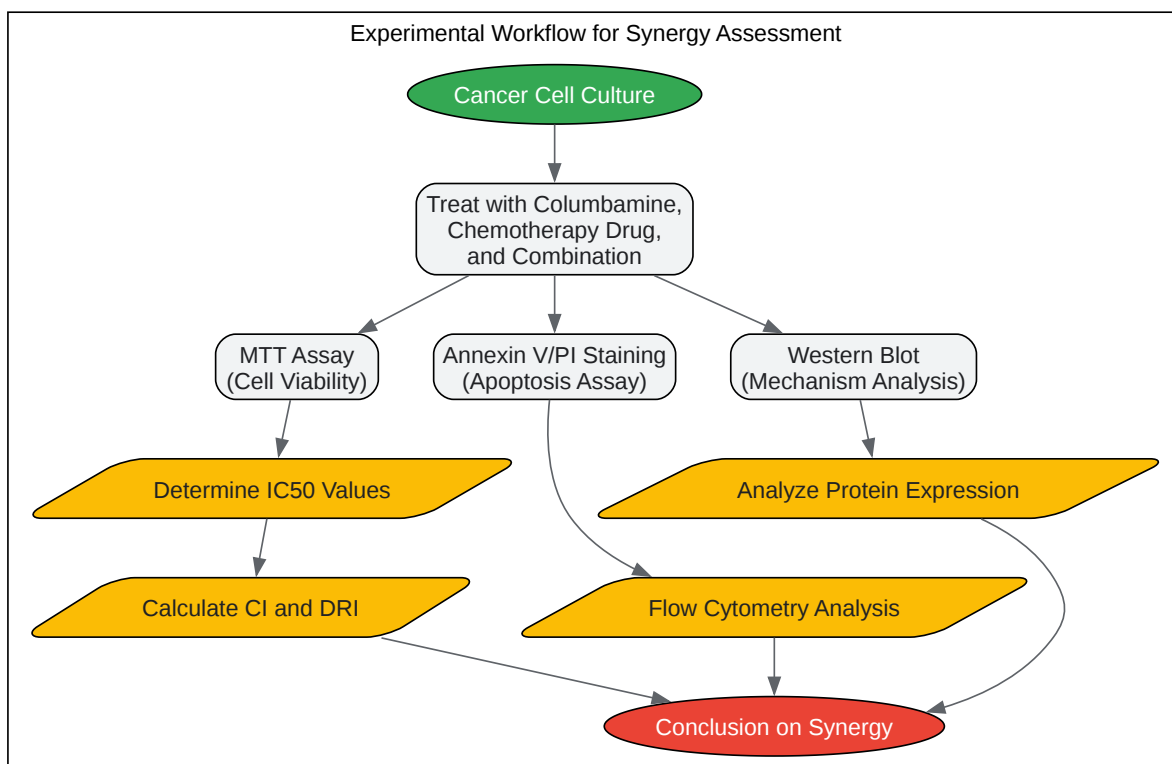 Experimental Workflow for Synergy Assessment
Cancer Cell Culture
Treat with Columbamine,
Chemotherapy Drug,
and Combination
MTT Assay
(Cell Viability)
Annexin V/PI Staining
(Apoptosis Assay)
Western Blot
(Mechanism Analysis)
Determine IC50 Values
Analyze Protein Expression
Calculate CI and DRI
Flow Cytometry Analysis
Conclusion on Synergy